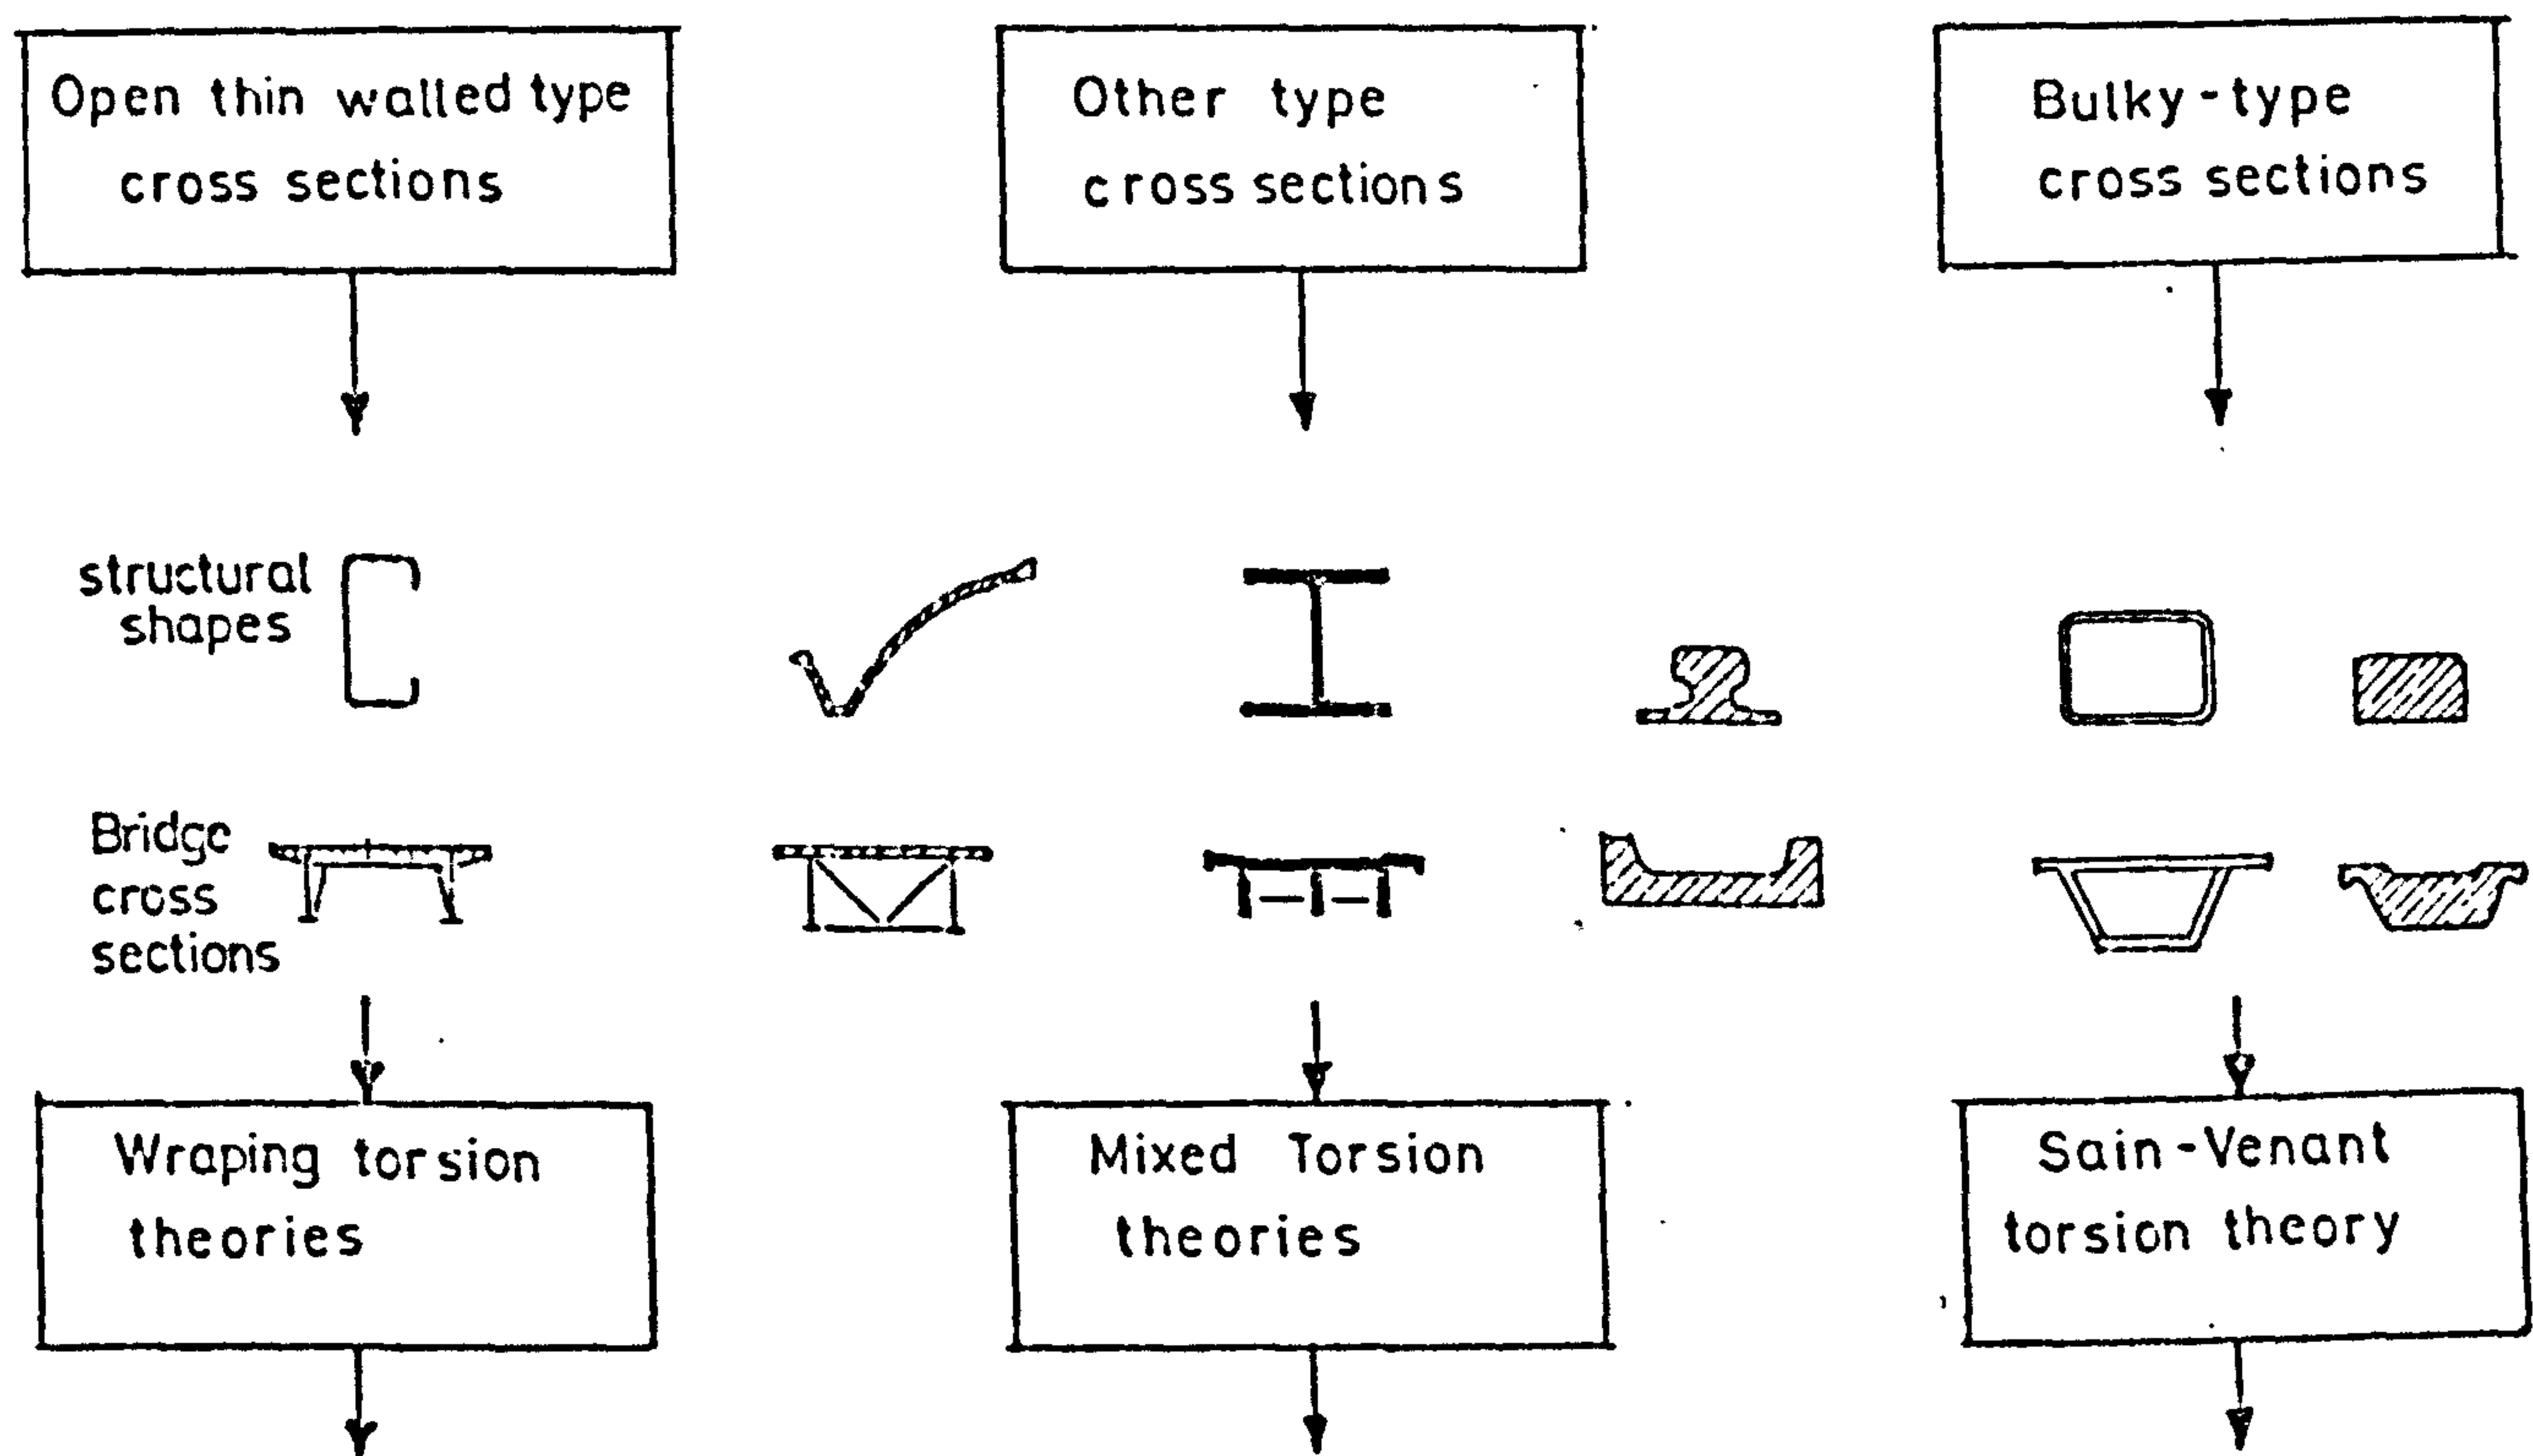 Open thin walled type
cross sections
Other type
cross sections
Bulky-type
cross sections
structural
shapes
Bridge
cross
sections
Wraping torsion
theories
Mixed Torsion
theories
Sain-Venant
torsion theory